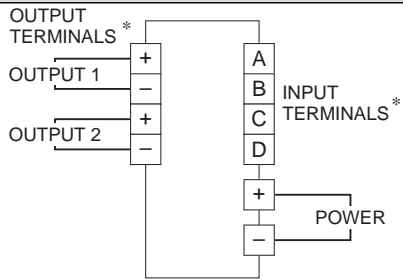 OUTPUT
TERMINALS *
OUTPUT 1
+
–
OUTPUT 2
+
–
A
B
C
D
INPUT
TERMINALS *
+
–
POWER